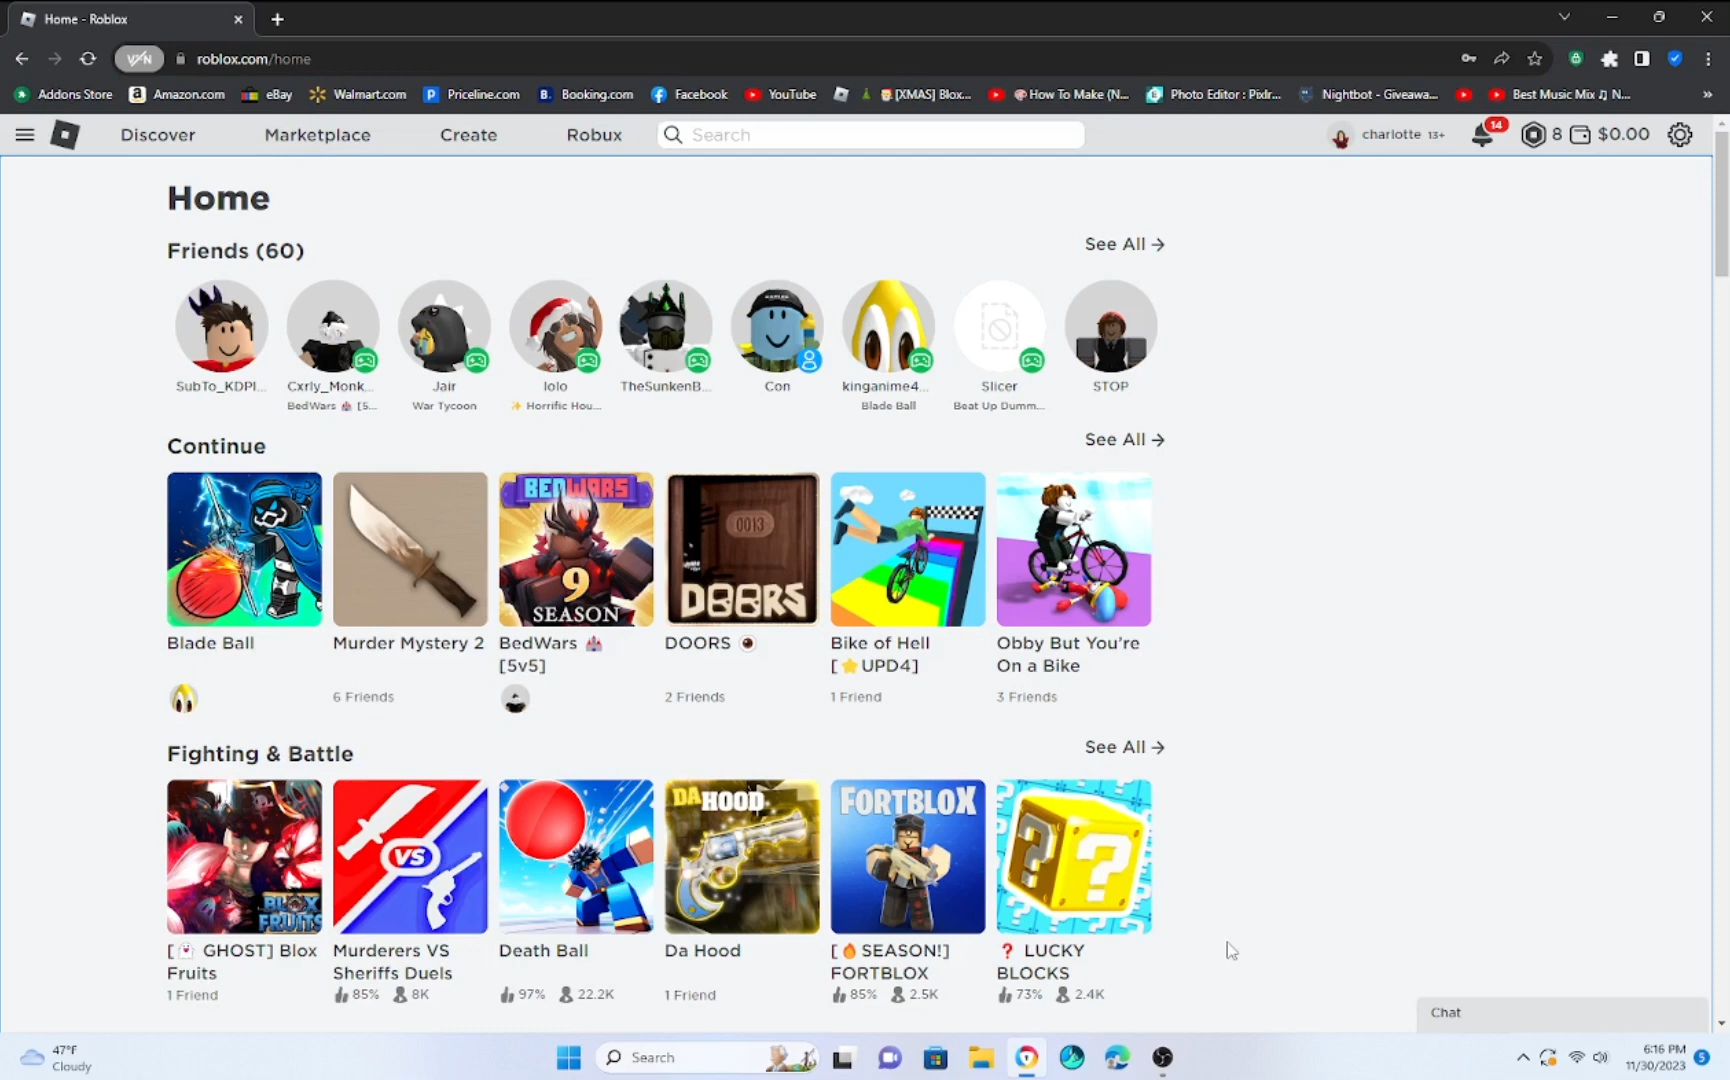 Home - Roblox
VPN roblox.com/home
Addons Store Amazon.com eBay Walmart.com Priceline.com Booking.com Facebook YouTube [XMAS] Blox... How To Make (N... Photo Editor : Pixlr... Nightbot - Giveawa... Best Music Mix ♫ N... »
Discover Marketplace Create Robux Search charlotte 13+ 14 8 $0.00
Home
Friends (60) See All →
SubTo_KDPI... Cxrly_Monk... Jair lolo TheSunkenB... Con kinganime4... Slicer STOP
BedWars 🏰 [5... War Tycoon ✨ Horrific Hou... Blade Ball Beat Up Dumm...
Continue See All →
BEDWARS
9
SEASON
0013
DOORS
Blade Ball Murder Mystery 2 BedWars 🏰 [5v5] DOORS 👁 Bike of Hell [⭐UPD4] Obby But You're On a Bike
6 Friends 2 Friends 1 Friend 3 Friends
Fighting & Battle See All →
BLOX
FRUITS
VS
DA HOOD
FORTBLOX
? ?
[👻 GHOST] Blox Fruits Murderers VS Sheriffs Duels Death Ball Da Hood [🔥SEASON!] FORTBLOX ❓ LUCKY BLOCKS
1 Friend 85% 8K 97% 22.2K 1 Friend 85% 2.5K 73% 2.4K
Chat
47°F
Cloudy
Search
6:16 PM
11/30/2023
5